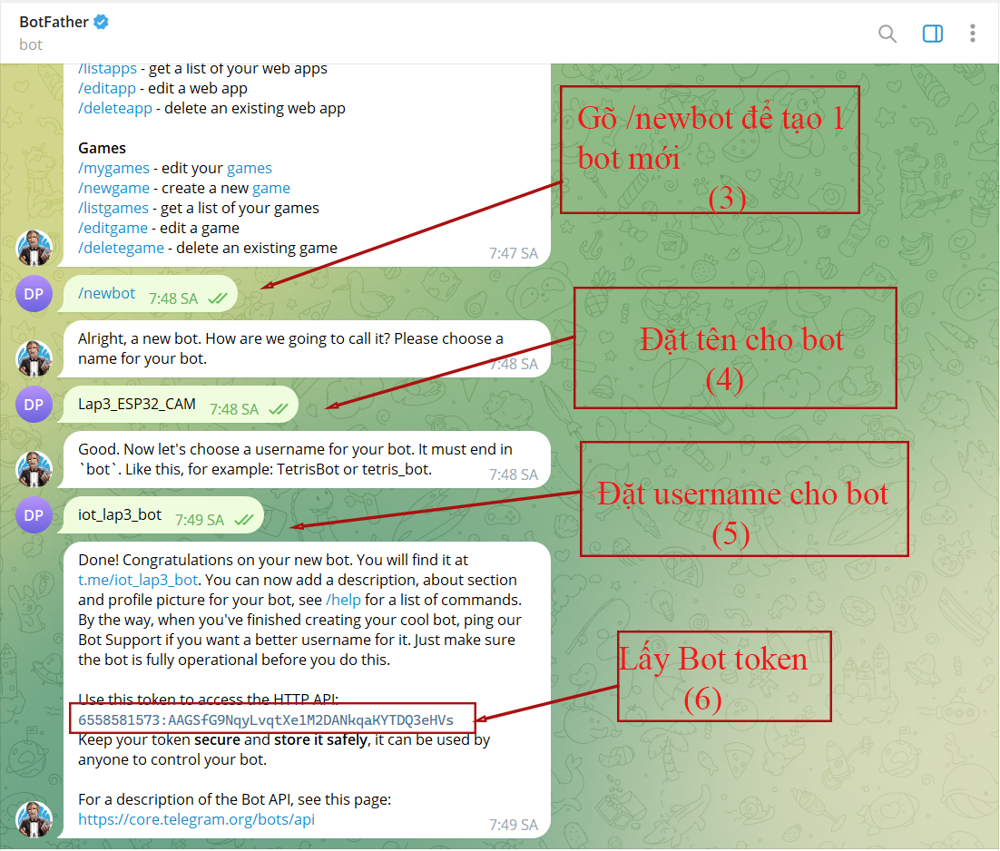 BotFather
bot
/listapps - get a list of your web apps
/editapp - edit a web app
/deleteapp - delete an existing web app
Games
/mygames - edit your games
/newgame - create a new game
/listgames - get a list of your games
/editgame - edit a game
/deletegame - delete an existing game
7:47 SA
Gõ /newbot để tạo 1
bot mới
(3)
DP
/newbot 7:48 SA
Alright, a new bot. How are we going to call it? Please choose a
name for your bot.
7:48 SA
Đặt tên cho bot
(4)
DP
Lap3_ESP32_CAM 7:48 SA
Good. Now let's choose a username for your bot. It must end in
`bot`. Like this, for example: TetrisBot or tetris_bot.
7:48 SA
Đặt username cho bot
(5)
DP
iot_lap3_bot 7:49 SA
Done! Congratulations on your new bot. You will find it at
t.me/iot_lap3_bot. You can now add a description, about section
and profile picture for your bot, see /help for a list of commands.
By the way, when you've finished creating your cool bot, ping our
Bot Support if you want a better username for it. Just make sure
the bot is fully operational before you do this.
Lấy Bot token
(6)
Use this token to access the HTTP API:
6558581573:AAGSfG9NqyLvqtXe1M2DANkqaKYTDQ3eHVs
Keep your token secure and store it safely, it can be used by
anyone to control your bot.
For a description of the Bot API, see this page:
https://core.telegram.org/bots/api
7:49 SA